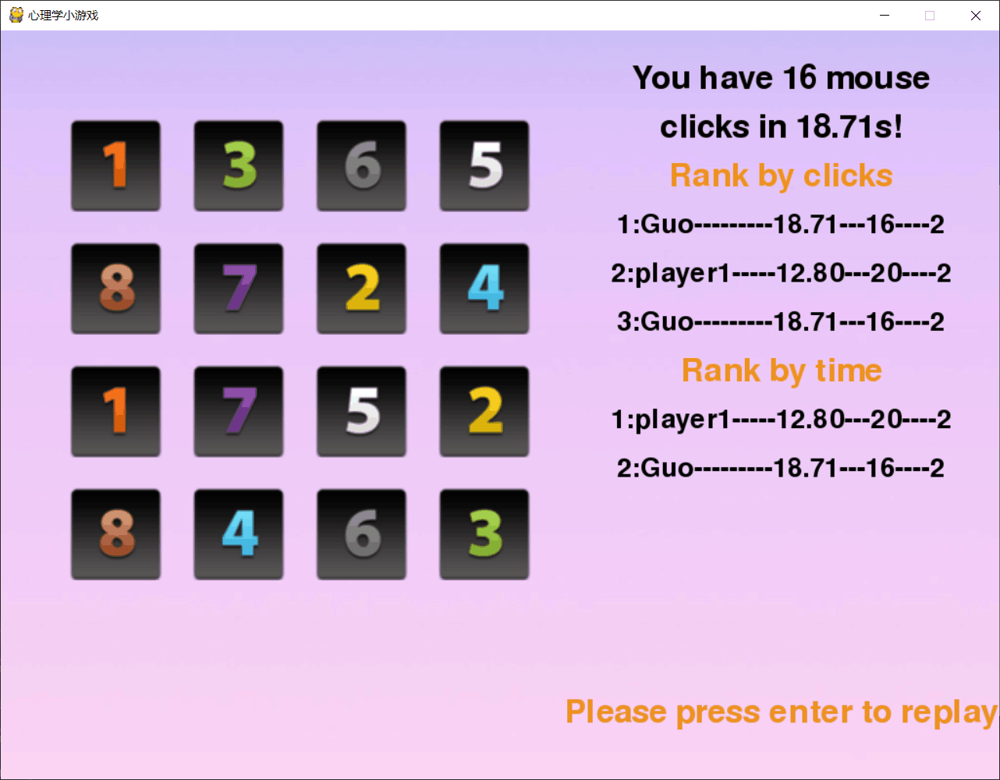 心理学小游戏
You have 16 mouse
clicks in 18.71s!
Rank by clicks
1:Guo---------18.71---16----2
2:player1-----12.80---20----2
3:Guo---------18.71---16----2
Rank by time
1:player1-----12.80---20----2
2:Guo---------18.71---16----2
1 3 6 5
8 7 2 4
1 7 5 2
8 4 6 3
Please press enter to replay